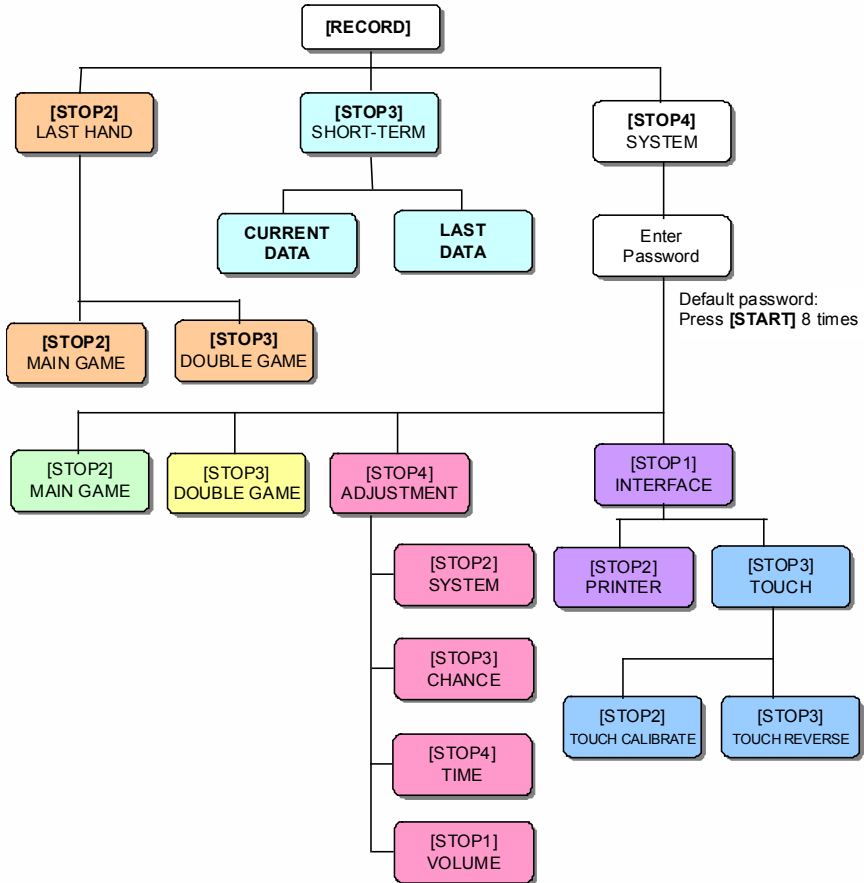 [RECORD]
[STOP2]
LAST HAND
[STOP3]
SHORT-TERM
[STOP4]
SYSTEM
CURRENT
DATA
LAST
DATA
Enter
Password
Default password:
Press [START] 8 times
[STOP2]
MAIN GAME
[STOP3]
DOUBLE GAME
[STOP2]
MAIN GAME
[STOP3]
DOUBLE GAME
[STOP4]
ADJUSTMENT
[STOP1]
INTERFACE
[STOP2]
SYSTEM
[STOP2]
PRINTER
[STOP3]
TOUCH
[STOP3]
CHANCE
[STOP2]
TOUCH CALIBRATE
[STOP3]
TOUCH REVERSE
[STOP4]
TIME
[STOP1]
VOLUME